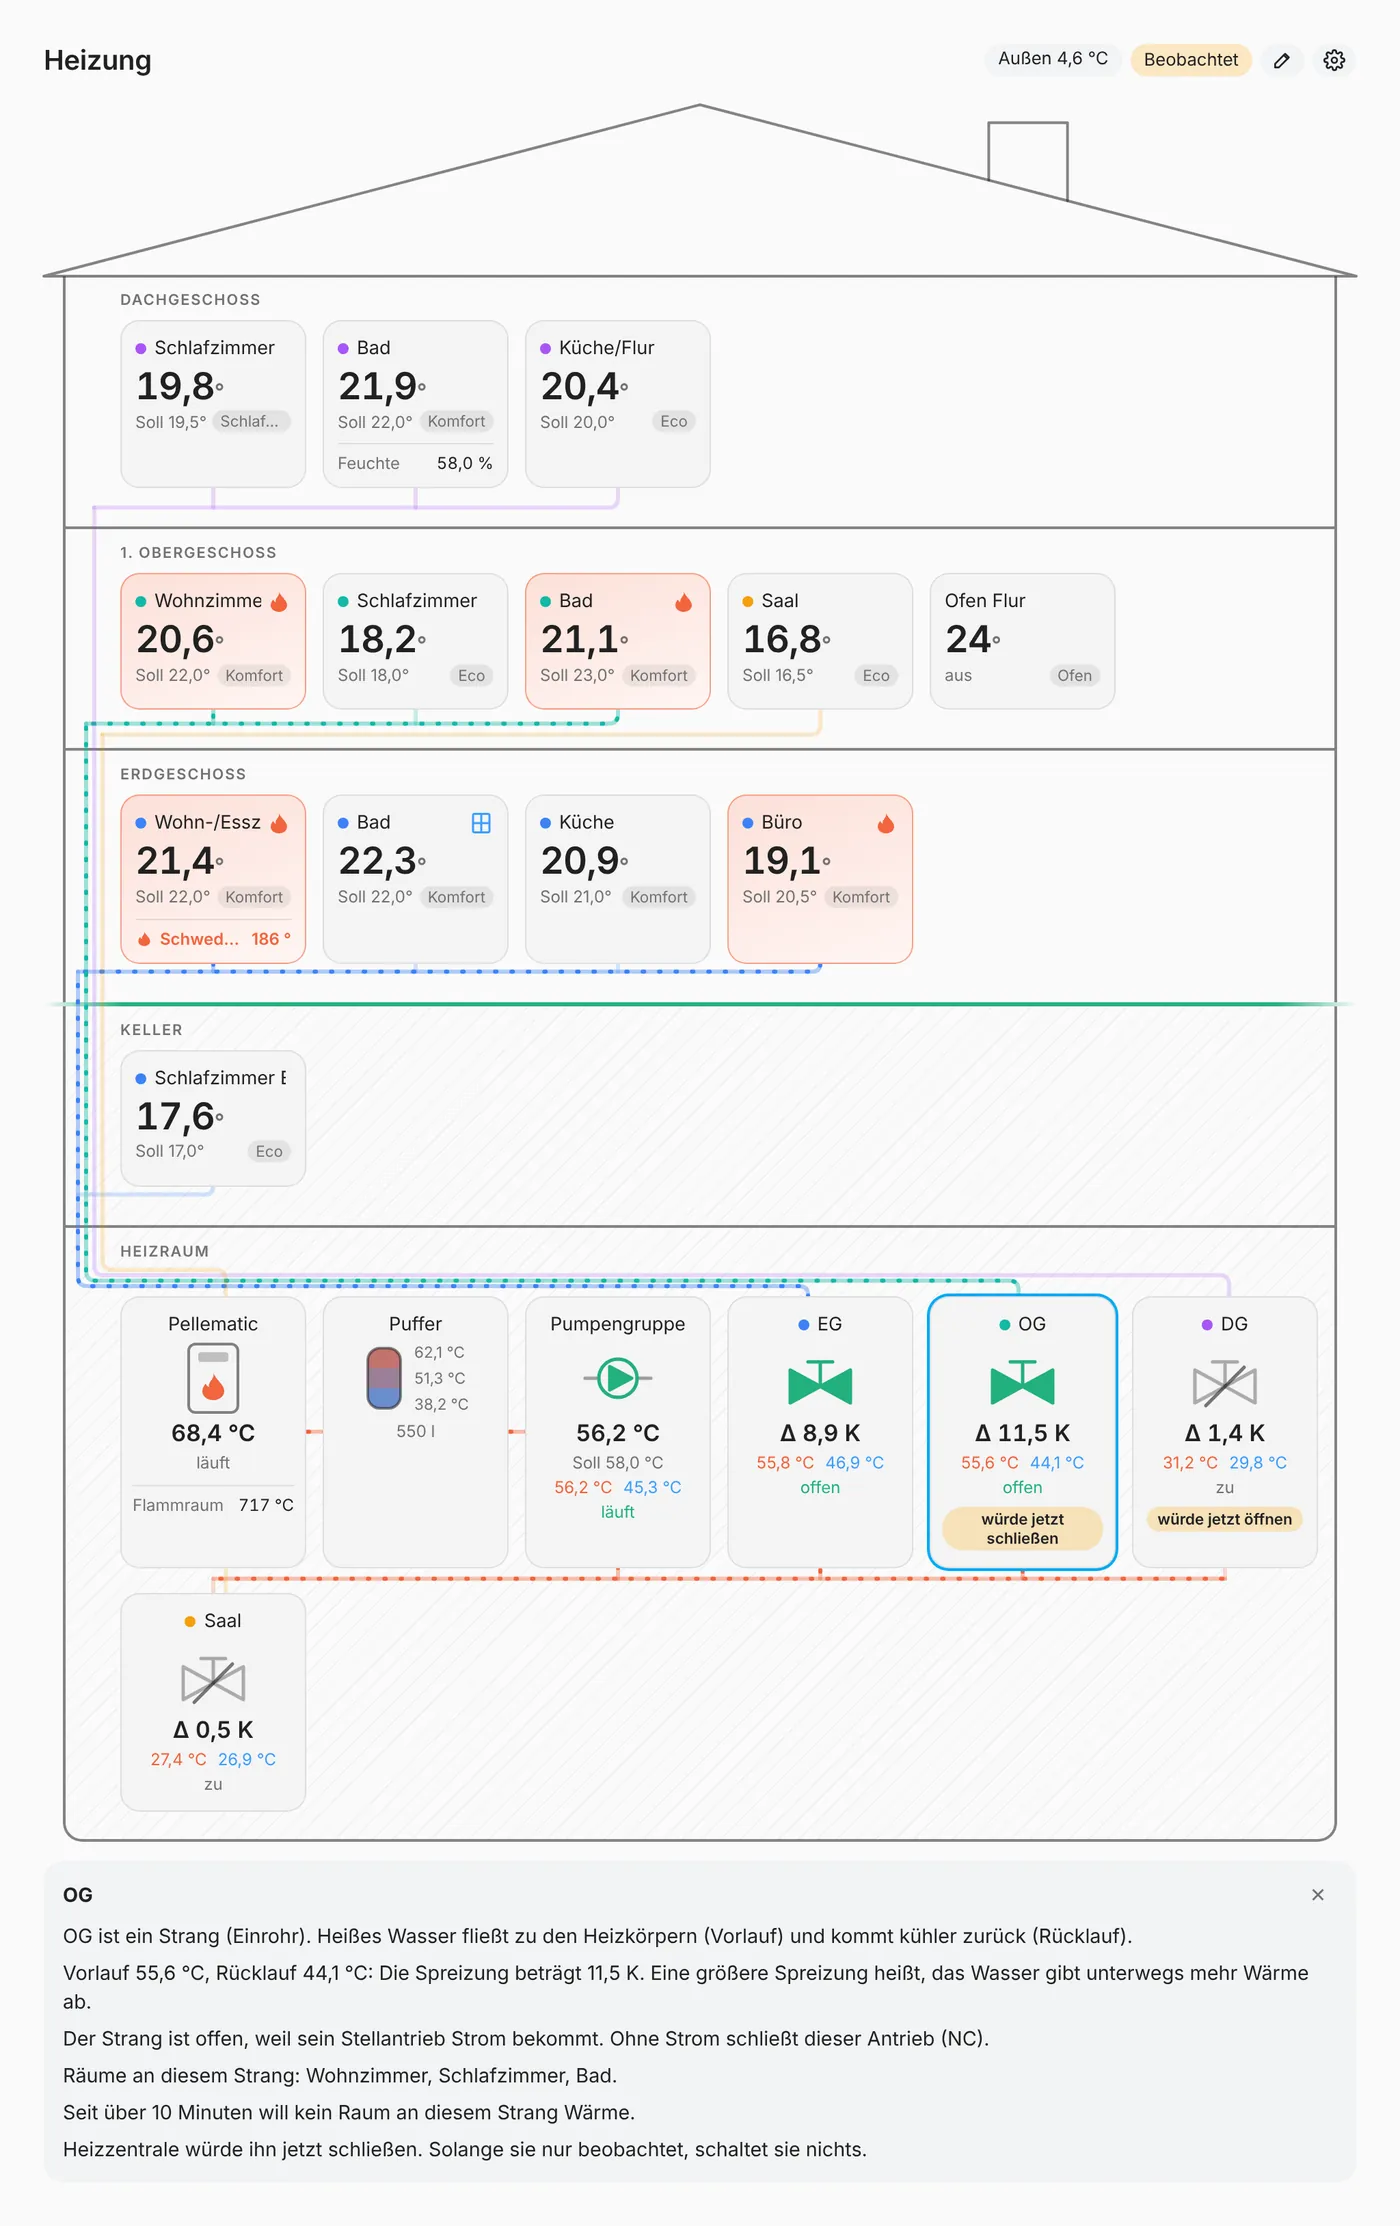 Heizung
Außen 4,6 °C
Beobachtet
DACHGESCHOSS
Schlafzimmer
19,8°
Soll 19,5° Schlaf...
Bad
21,9°
Soll 22,0° Komfort
Feuchte 58,0 %
Küche/Flur
20,4°
Soll 20,0° Eco
1. OBERGESCHOSS
Wohnzimme
20,6°
Soll 22,0° Komfort
Schlafzimmer
18,2°
Soll 18,0° Eco
Bad
21,1°
Soll 23,0° Komfort
Saal
16,8°
Soll 16,5° Eco
Ofen Flur
24°
aus Ofen
ERDGESCHOSS
Wohn-/Essz
21,4°
Soll 22,0° Komfort
Schwed... 186 °
Bad
22,3°
Soll 22,0° Komfort
Küche
20,9°
Soll 21,0° Komfort
Büro
19,1°
Soll 20,5° Komfort
KELLER
Schlafzimmer
17,6°
Soll 17,0° Eco
HEIZRAUM
Pellematic
68,4 °C
läuft
Flammraum 717 °C
Puffer
62,1 °C
51,3 °C
38,2 °C
550 l
Pumpengruppe
56,2 °C
Soll 58,0 °C
56,2 °C 45,3 °C
läuft
EG
Δ 8,9 K
55,8 °C 46,9 °C
offen
OG
Δ 11,5 K
55,6 °C 44,1 °C
offen
würde jetzt
schließen
DG
Δ 1,4 K
31,2 °C 29,8 °C
zu
würde jetzt öffnen
Saal
Δ 0,5 K
27,4 °C 26,9 °C
zu
OG
OG ist ein Strang (Einrohr). Heißes Wasser fließt zu den Heizkörpern (Vorlauf) und kommt kühler zurück (Rücklauf).
Vorlauf 55,6 °C, Rücklauf 44,1 °C: Die Spreizung beträgt 11,5 K. Eine größere Spreizung heißt, das Wasser gibt unterwegs mehr Wärme
ab.
Der Strang ist offen, weil sein Stellantrieb Strom bekommt. Ohne Strom schließt dieser Antrieb (NC).
Räume an diesem Strang: Wohnzimmer, Schlafzimmer, Bad.
Seit über 10 Minuten will kein Raum an diesem Strang Wärme.
Heizzentrale würde ihn jetzt schließen. Solange sie nur beobachtet, schaltet sie nichts.